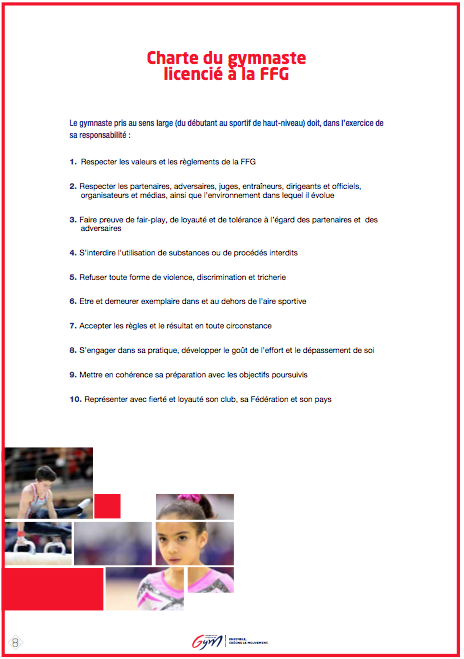 Charte du gymnaste
licencié à la FFG
Le gymnaste pris au sens large (du débutant au sportif de haut-niveau) doit, dans l'exercice de
sa responsabilité :
1. Respecter les valeurs et les règlements de la FFG
2. Respecter les partenaires, adversaires, juges, entraîneurs, dirigeants et officiels,
organisateurs et médias, ainsi que l'environnement dans lequel il évolue
3. Faire preuve de fair-play, de loyauté et de tolérance à l'égard des partenaires et des
adversaires
4. S'interdire l'utilisation de substances ou de procédés interdits
5. Refuser toute forme de violence, discrimination et tricherie
6. Etre et demeurer exemplaire dans et au dehors de l'aire sportive
7. Accepter les règles et le résultat en toute circonstance
8. S'engager dans sa pratique, développer le goût de l'effort et le dépassement de soi
9. Mettre en cohérence sa préparation avec les objectifs poursuivis
10. Représenter avec fierté et loyauté son club, sa Fédération et son pays
8
Gym
ENSEMBLE,
CRÉONS LE MOUVEMENT.